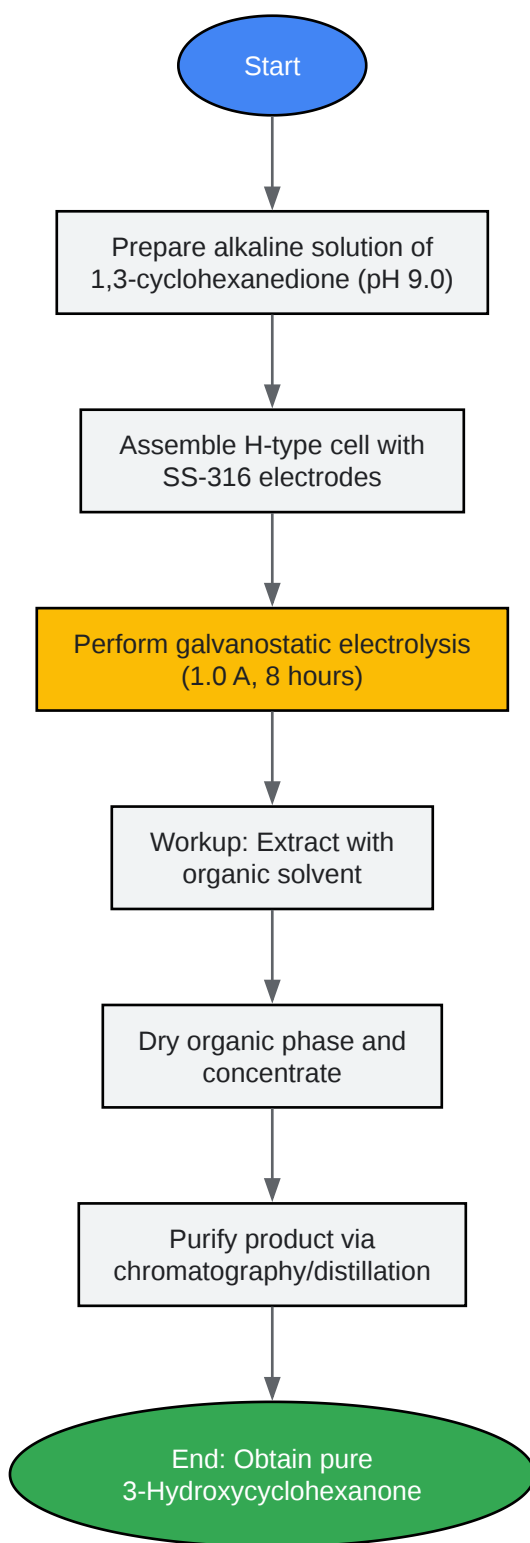 Start
Prepare alkaline solution of
1,3-cyclohexanedione (pH 9.0)
Assemble H-type cell with
SS-316 electrodes
Perform galvanostatic electrolysis
(1.0 A, 8 hours)
Workup: Extract with
organic solvent
Dry organic phase and
concentrate
Purify product via
chromatography/distillation
End: Obtain pure
3-Hydroxycyclohexanone